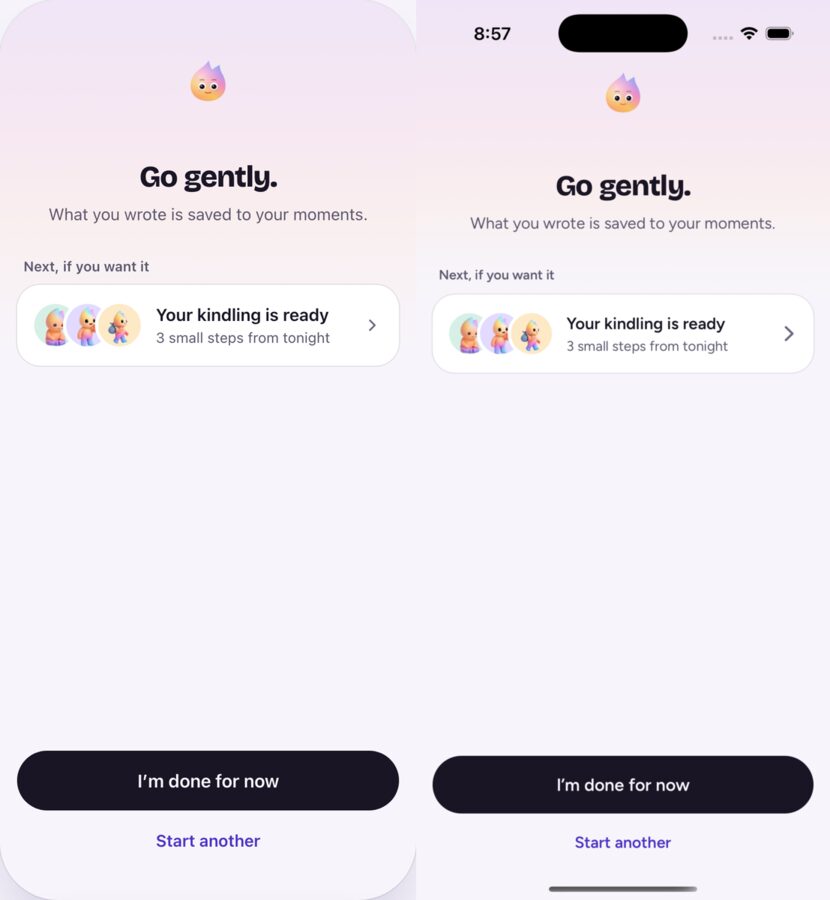 Go gently.
What you wrote is saved to your moments.
Next, if you want it
Your kindling is ready
3 small steps from tonight
I’m done for now
Start another
8:57
Go gently.
What you wrote is saved to your moments.
Next, if you want it
Your kindling is ready
3 small steps from tonight
I’m done for now
Start another